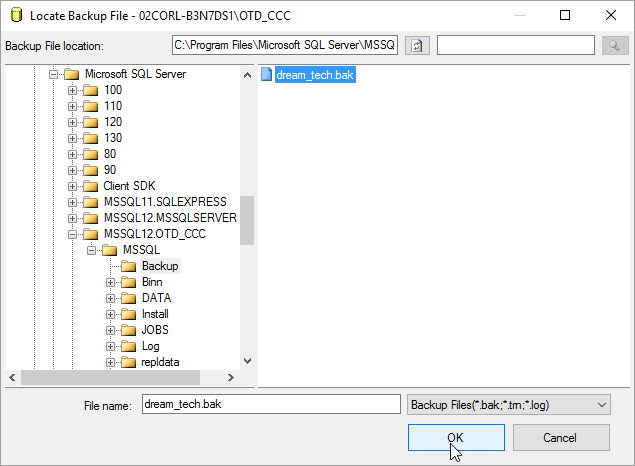 Locate Backup File - 02CORL-B3N7DS1\OTD_CCC
Backup File location:
C:\Program Files\Microsoft SQL Server\MSSQ
Microsoft SQL Server
100
110
120
130
80
90
Client SDK
MSSQL11.SQLEXPRESS
MSSQL12.MSSQLSERVER
MSSQL12.OTD_CCC
MSSQL
Backup
Binn
DATA
Install
JOBS
Log
repldata
dream_tech.bak
File name:
dream_tech.bak
Backup Files(*.bak;*.trn;*.log)
OK
Cancel